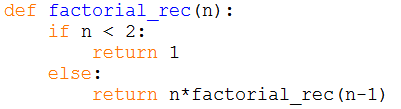 def factorial_rec(n):
    if n < 2:
        return 1
    else:
        return n*factorial_rec(n-1)